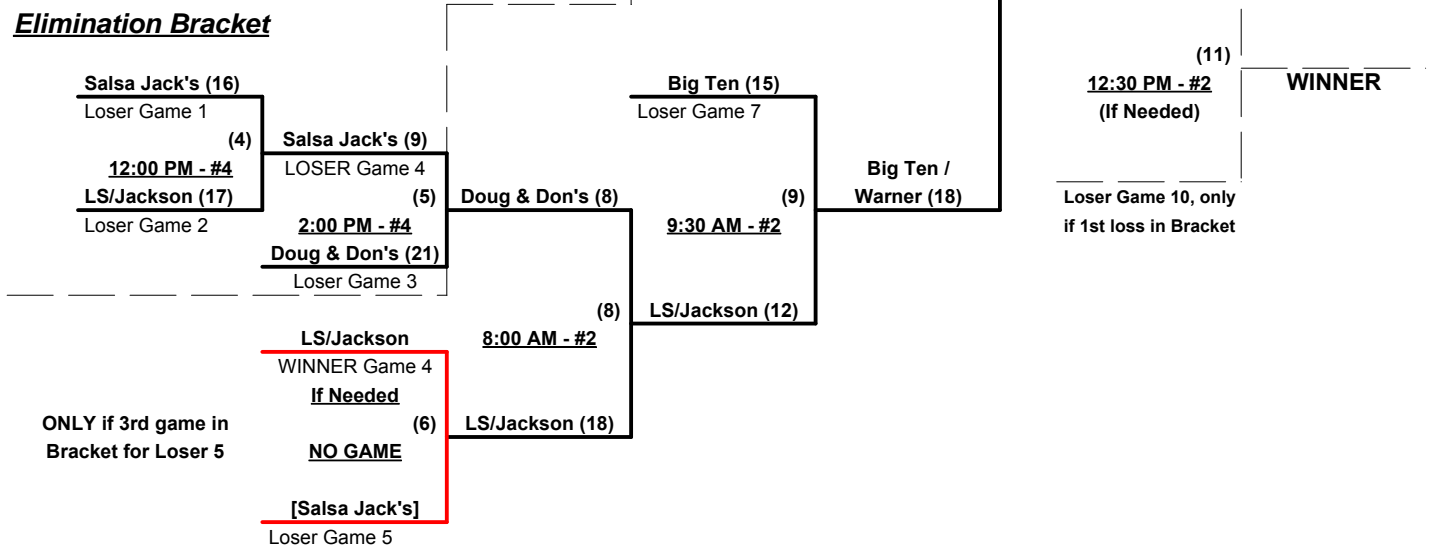 Elimination Bracket
Salsa Jack's (16)
Loser Game 1
(4)
12:00 PM - #4
LS/Jackson (17)
Loser Game 2
Salsa Jack's (9)
LOSER Game 4
(5)
2:00 PM - #4
Doug & Don's (21)
Loser Game 3
Doug & Don's (8)
(8)
8:00 AM - #2
LS/Jackson
WINNER Game 4
If Needed
(6)
NO GAME
[Salsa Jack's]
Loser Game 5
ONLY if 3rd game in
Bracket for Loser 5
LS/Jackson (18)
Big Ten (15)
Loser Game 7
(9)
9:30 AM - #2
LS/Jackson (12)
Big Ten /
Warner (18)
(11)
12:30 PM - #2
(If Needed)
WINNER
Loser Game 10, only
if 1st loss in Bracket